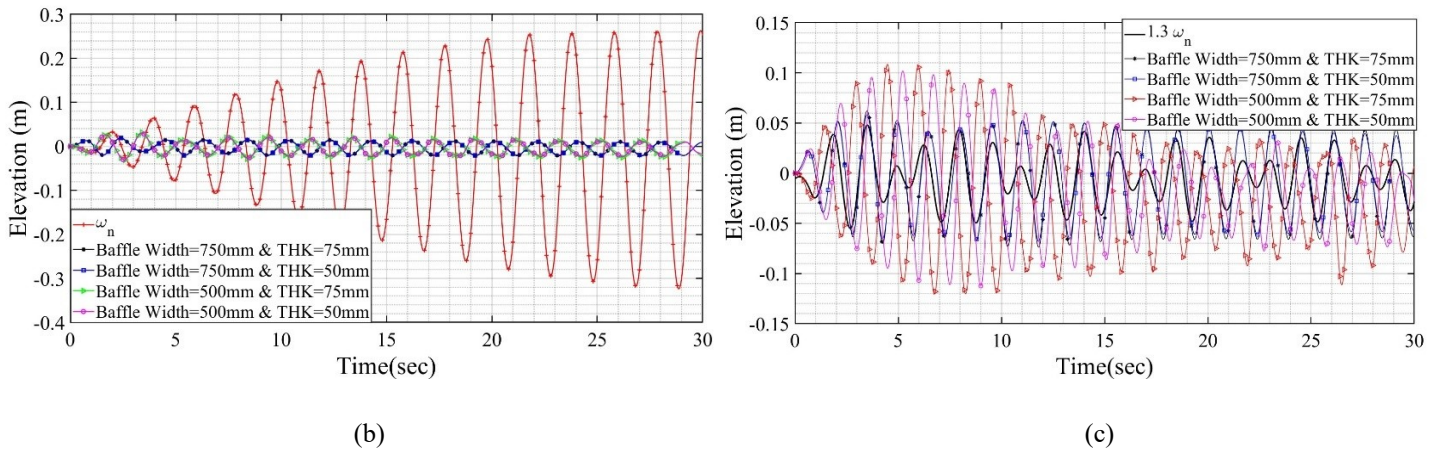 0.3
0.2
0.1
0
-0.1
-0.2
-0.3
-0.4
Elevation (m)
ω_n
Baffle Width=750mm & THK=75mm
Baffle Width=750mm & THK=50mm
Baffle Width=500mm & THK=75mm
Baffle Width=500mm & THK=50mm
0 5 10 15 20 25 30
Time(sec)
(b)
0.15
0.1
0.05
0
-0.05
-0.1
-0.15
Elevation (m)
1.3 ω_n
Baffle Width=750mm & THK=75mm
Baffle Width=750mm & THK=50mm
Baffle Width=500mm & THK=75mm
Baffle Width=500mm & THK=50mm
0 5 10 15 20 25 30
Time(sec)
(c)